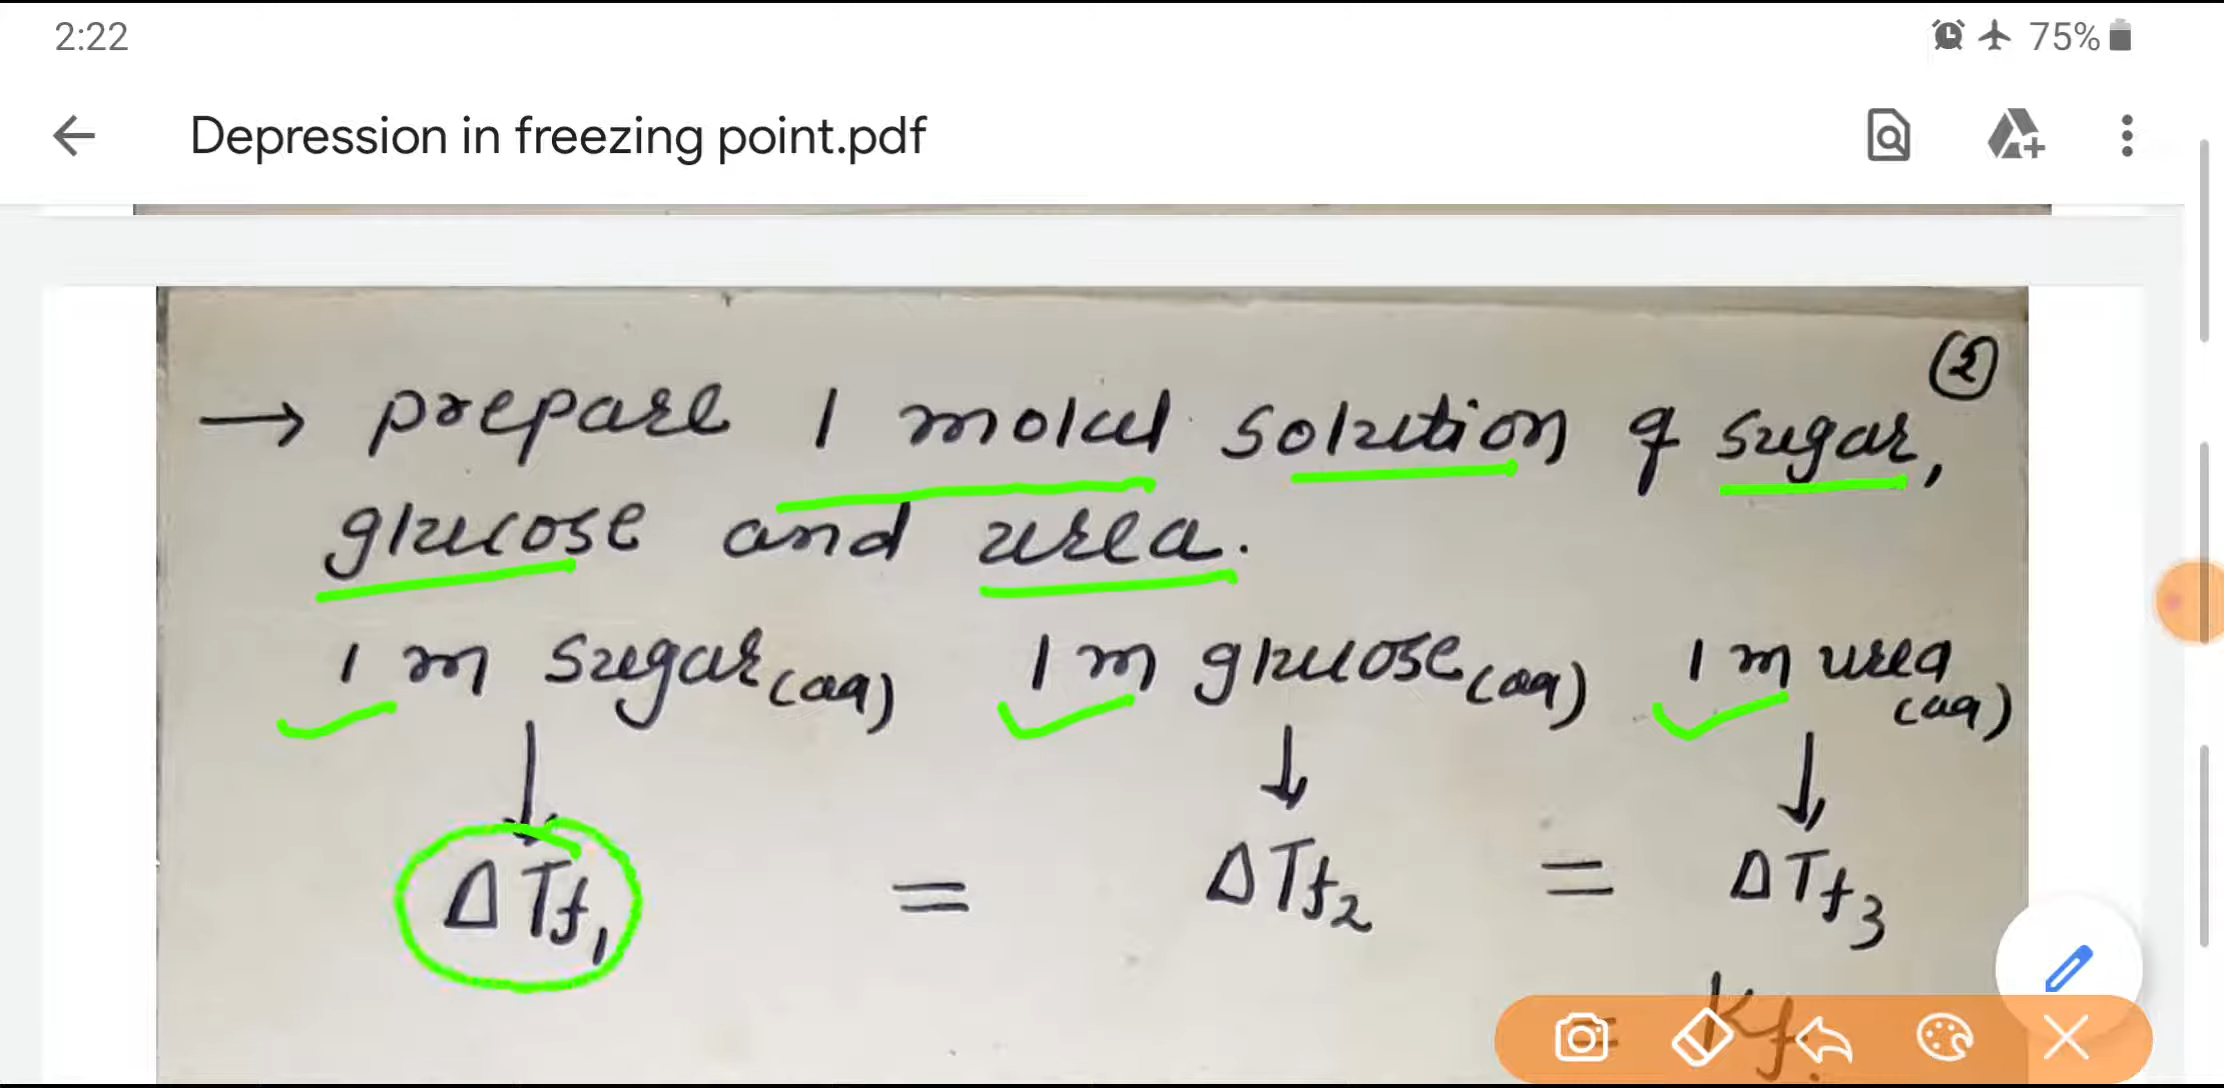 2:22 75%
Depression in freezing point.pdf
②
→ prepare 1 molal solution of sugar,
glucose and urea.
1 m sugar(aq) 1 m glucose(aq) 1 m urea(aq)
↓ ↓ ↓
ΔTf1 = ΔTf2 = ΔTf3
= Kf.